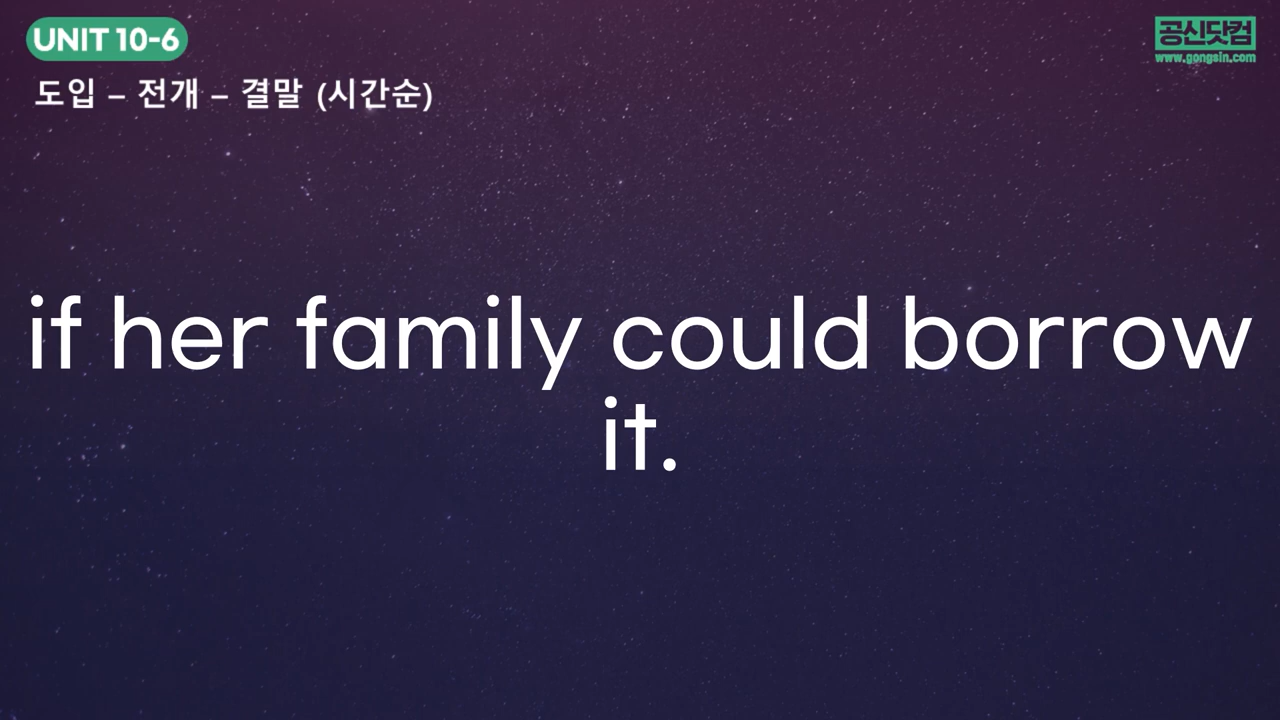 UNIT 10-6
공신닷컴
www.gongsin.com
도입 – 전개 – 결말 (시간순)
if her family could borrow
it.